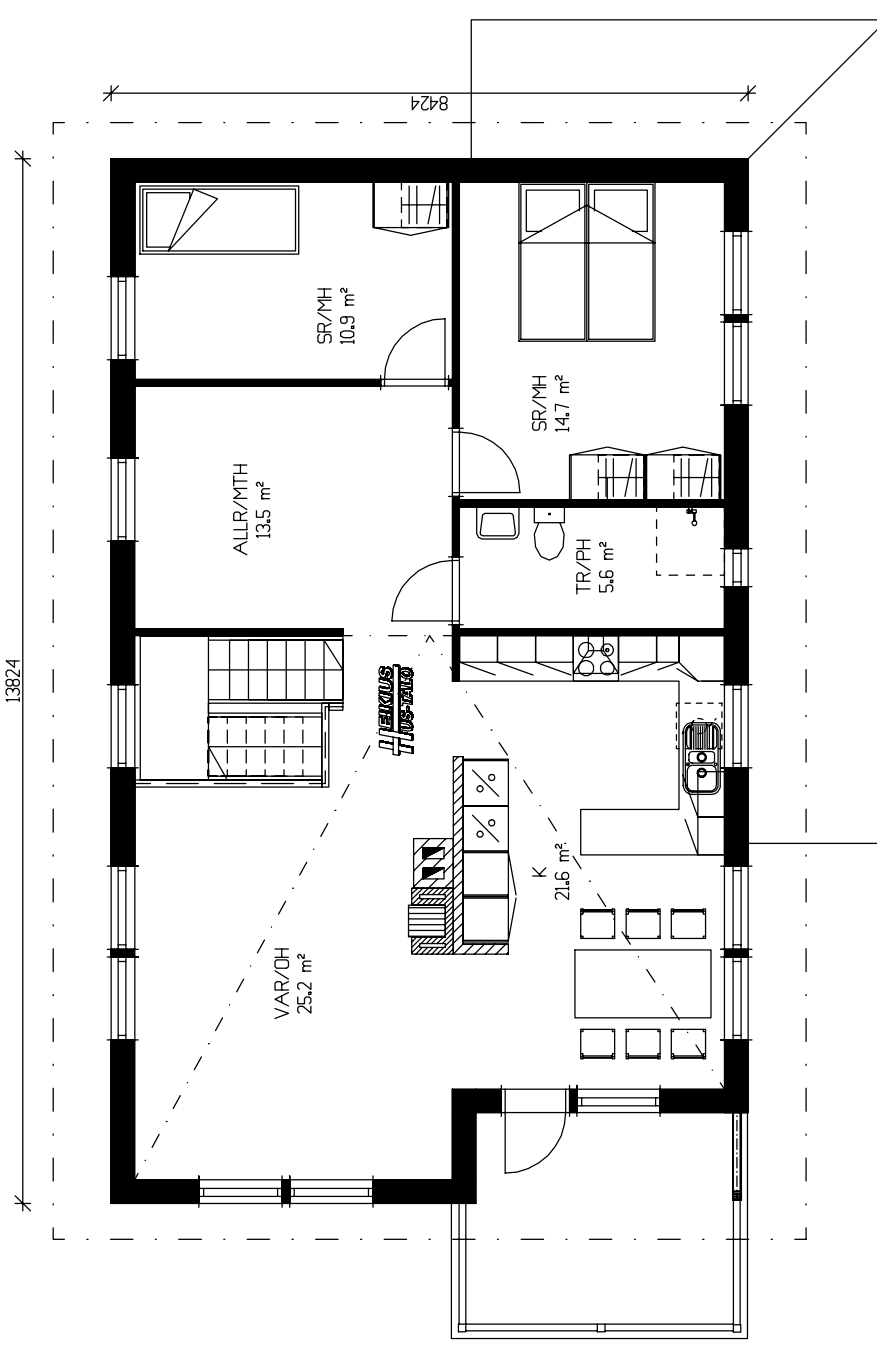 8424
13824
SR/MH
10.9 m²
SR/MH
14.7 m²
ALLR/MTH
13.5 m²
TR/PH
5.6 m²
HEIKIUS
HUS-TALO
K
21.6 m²
VAR/OH
25.2 m²